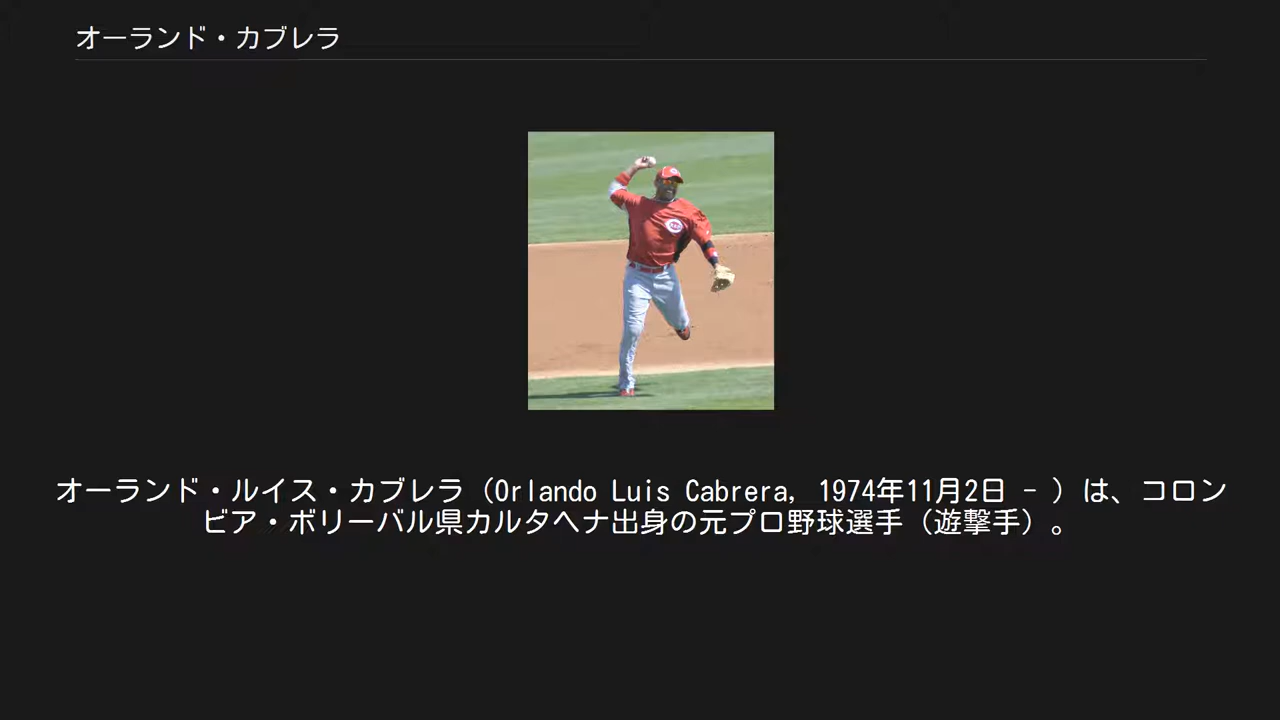 オーランド・カブレラ
オーランド・ルイス・カブレラ（Orlando Luis Cabrera, 1974年11月2日 - ）は、コロン
ビア・ボリーバル県カルタヘナ出身の元プロ野球選手（遊撃手）。